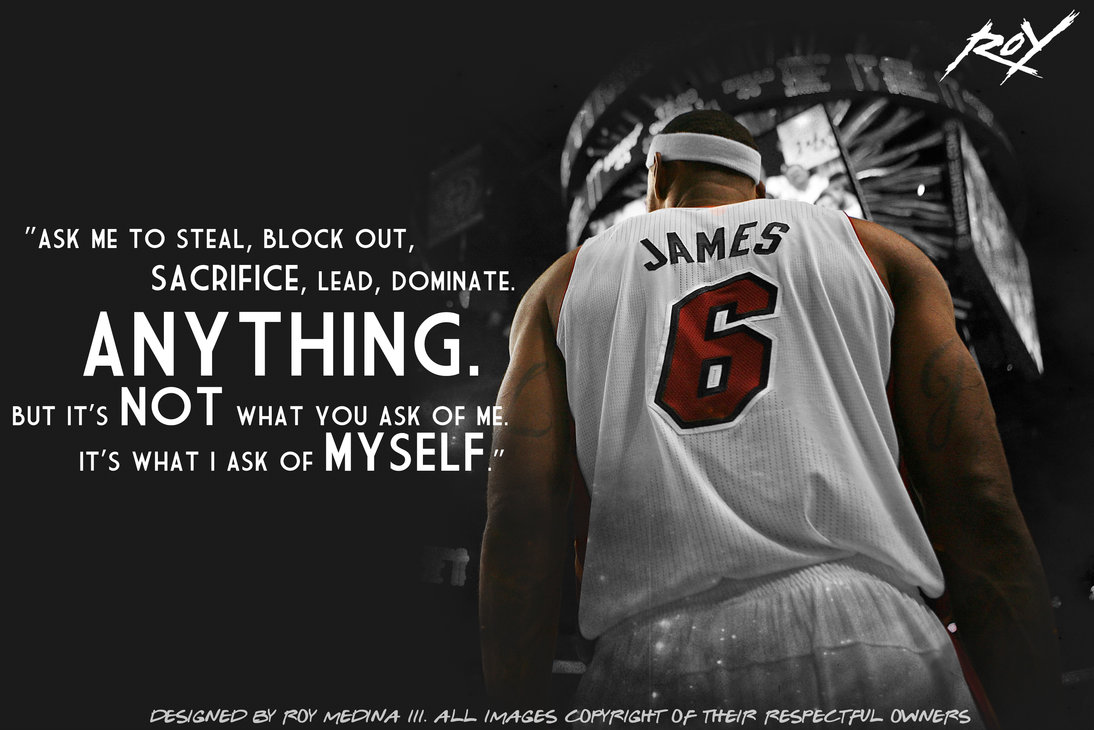 ROY
"ASK ME TO STEAL, BLOCK OUT,
SACRIFICE, LEAD, DOMINATE.
ANYTHING.
BUT IT'S NOT WHAT YOU ASK OF ME.
IT'S WHAT I ASK OF MYSELF."
JAMES
6
DESIGNED BY ROY MEDINA III. ALL IMAGES COPYRIGHT OF THEIR RESPECTFUL OWNERS